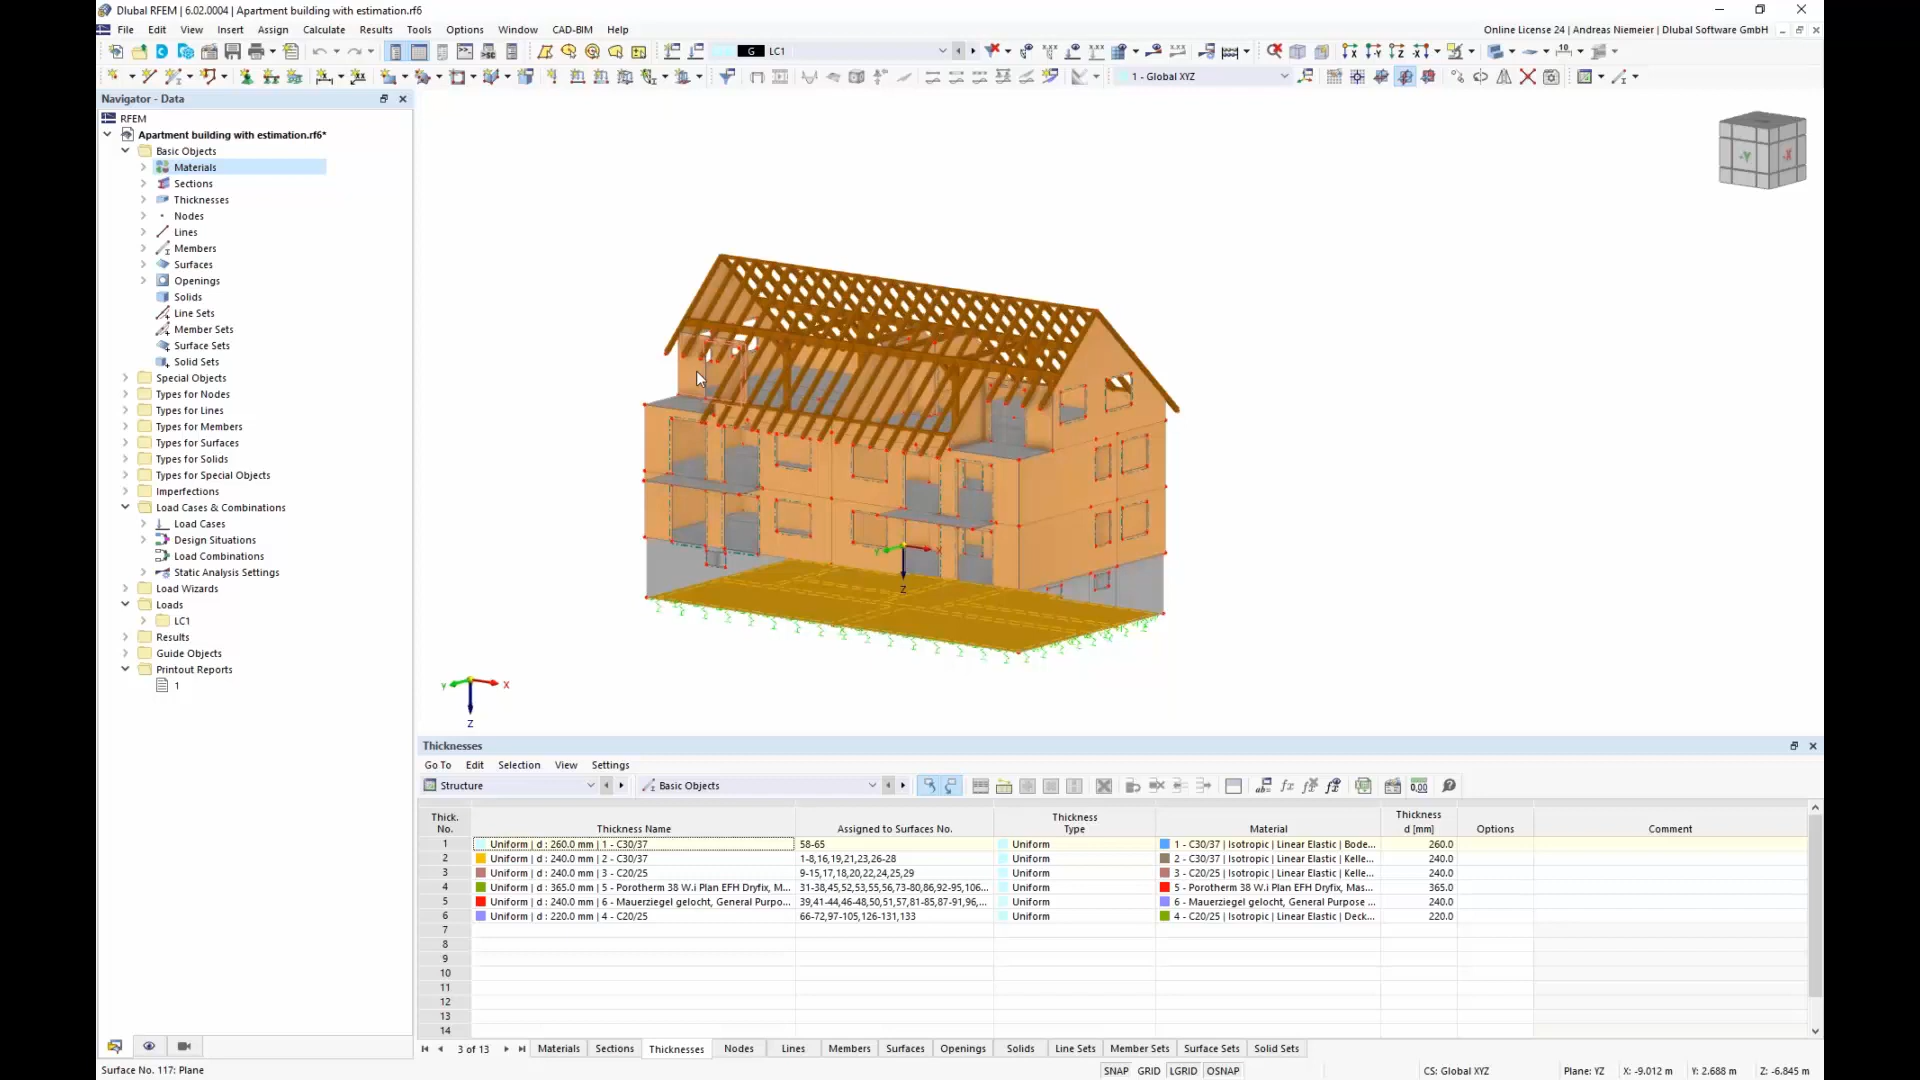 Dlubal RFEM | 6.02.0004 | Apartment building with estimation.rf6*
File Edit View Insert Assign Calculate Results Tools Options Window CAD-BIM Help
Online License 24 | Andreas Niemeier | Dlubal Software GmbH
G LC1
1 - Global XYZ
Navigator - Data
RFEM
Apartment building with estimation.rf6*
Basic Objects
Materials
Sections
Thicknesses
Nodes
Lines
Members
Surfaces
Openings
Solids
Line Sets
Member Sets
Surface Sets
Solid Sets
Special Objects
Types for Nodes
Types for Lines
Types for Members
Types for Surfaces
Types for Solids
Types for Special Objects
Imperfections
Load Cases & Combinations
Load Cases
Design Situations
Load Combinations
Static Analysis Settings
Load Wizards
Loads
LC1
Results
Guide Objects
Printout Reports
1
-Y -X
Z
Y X
Z
Thicknesses
Go To Edit Selection View Settings
Structure Basic Objects
Thick. No. Thickness Name Assigned to Surfaces No. Thickness Type Material Thickness d [mm] Options Comment
1 Uniform | d : 260.0 mm | 1 - C30/37 58-65 Uniform 1 - C30/37 | Isotropic | Linear Elastic | Bode... 260.0
2 Uniform | d : 240.0 mm | 2 - C30/37 1-8,16,19,21,23,26-28 Uniform 2 - C30/37 | Isotropic | Linear Elastic | Kelle... 240.0
3 Uniform | d : 240.0 mm | 3 - C20/25 9-15,17,18,20,22,24,25,29 Uniform 3 - C20/25 | Isotropic | Linear Elastic | Kelle... 240.0
4 Uniform | d : 365.0 mm | 5 - Porotherm 38 W.i Plan EFH Dryfix, M... 31-38,45,52,53,55,56,73-80,86,92-95,106... Uniform 5 - Porotherm 38 W.i Plan EFH Dryfix, Mas... 365.0
5 Uniform | d : 240.0 mm | 6 - Mauerziegel gelocht, General Purpo... 39,41-44,46-48,50,51,57,81-85,87-91,96,... Uniform 6 - Mauerziegel gelocht, General Purpose ... 240.0
6 Uniform | d : 220.0 mm | 4 - C20/25 66-72,97-105,126-131,133 Uniform 4 - C20/25 | Isotropic | Linear Elastic | Deck... 220.0
7
8
9
10
11
12
13
14
3 of 13 Materials Sections Thicknesses Nodes Lines Members Surfaces Openings Solids Line Sets Member Sets Surface Sets Solid Sets
Surface No. 117: Plane
SNAP GRID LGRID OSNAP CS: Global XYZ Plane: YZ X: -9.012 m Y: 2.688 m Z: -6.845 m